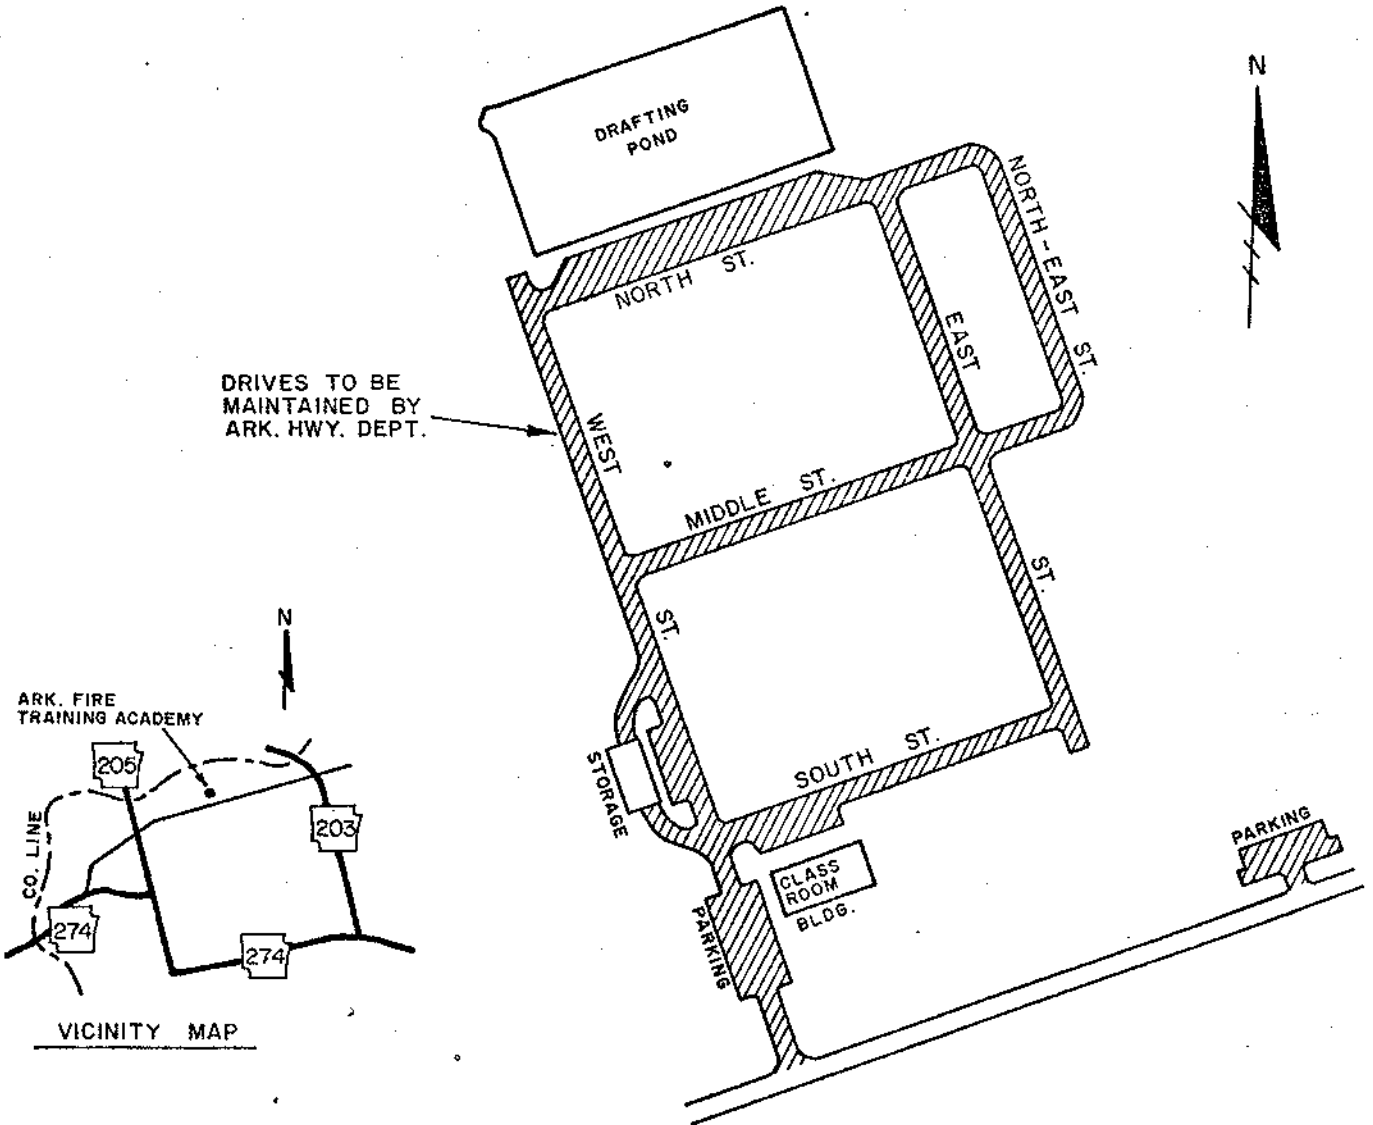 DRAFTING
POND
N
NORTH-EAST ST.
NORTH ST.
EAST
ST.
DRIVES TO BE
MAINTAINED BY
ARK. HWY. DEPT.
WEST
ST.
MIDDLE ST.
SOUTH ST.
STORAGE
PARKING
CLASS
ROOM
BLDG.
PARKING
N
ARK. FIRE
TRAINING ACADEMY
205
203
CO. LINE
274
274
VICINITY MAP